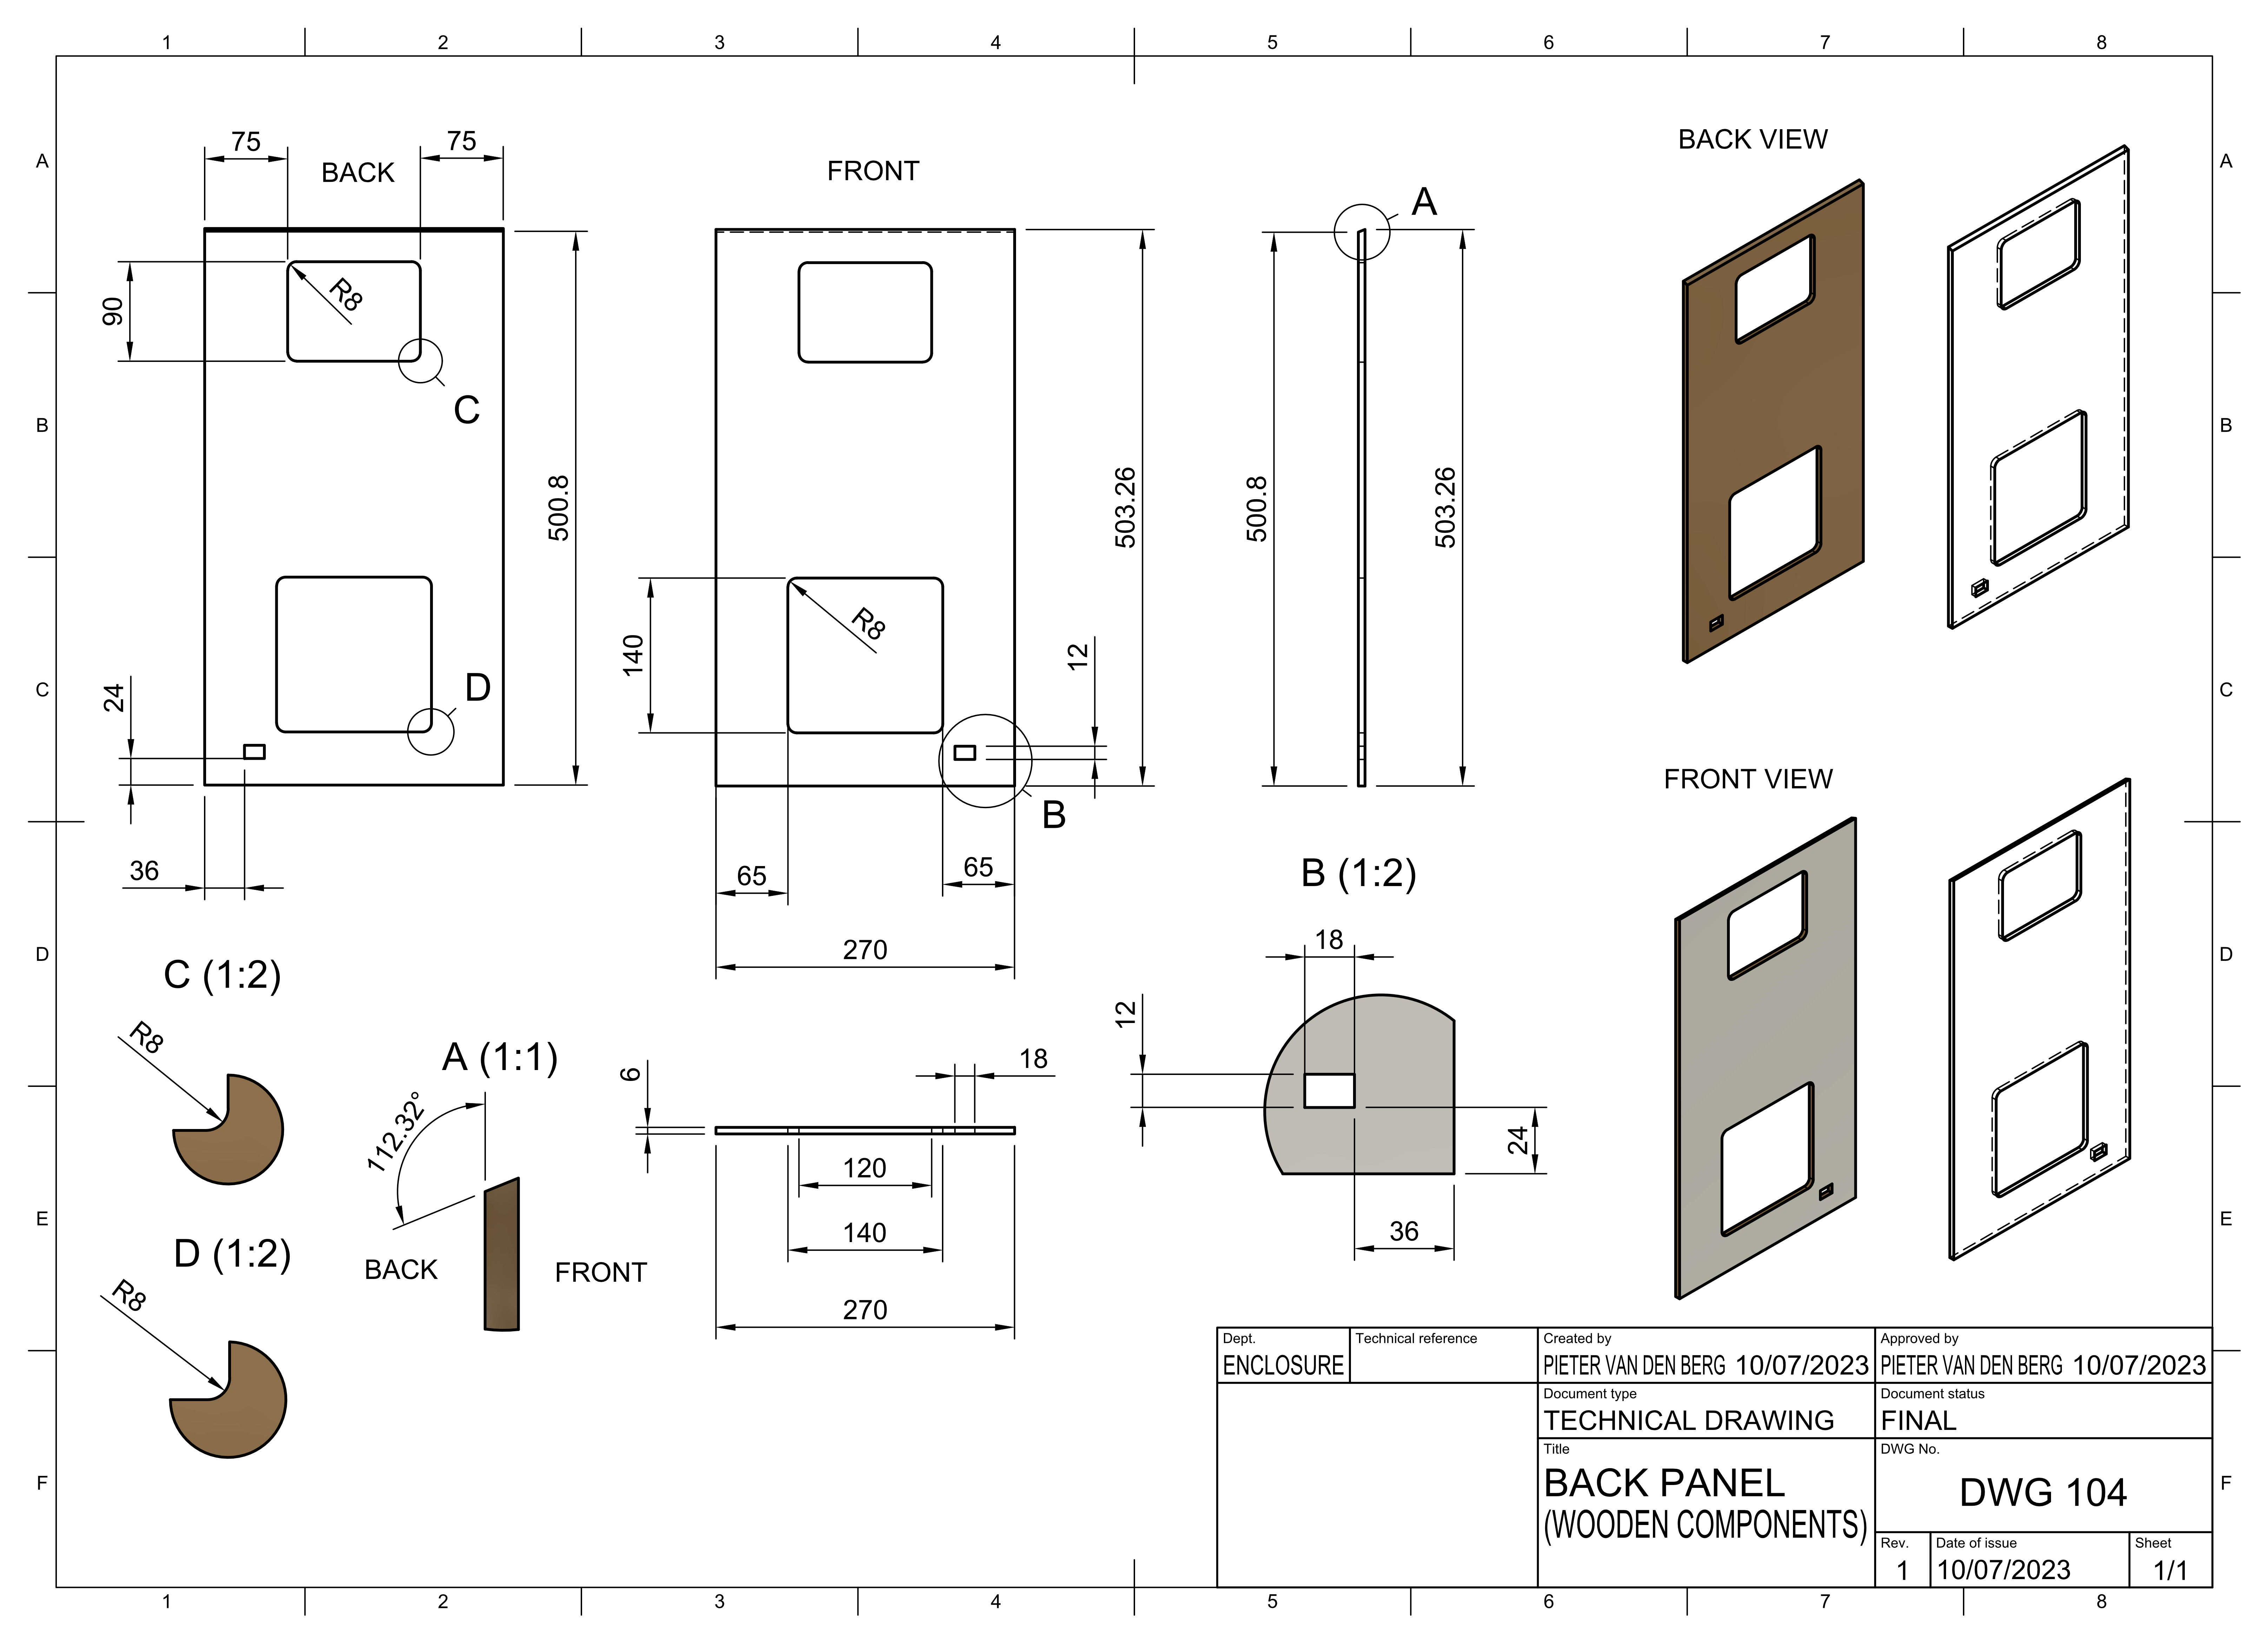 1 2 3 4 5 6 7 8
A A
B B
C C
D D
E E
F F
1 2 3 4 5 6 7 8
75
75
BACK
R8
90
C
500.8
D
24
36
FRONT
503.26
R8
140
12
B
65
65
270
A
500.8
503.26
BACK VIEW
FRONT VIEW
C (1:2)
R8
D (1:2)
R8
A (1:1)
112.32°
BACK
FRONT
6
18
120
140
270
B (1:2)
18
12
24
36
Dept.
ENCLOSURE
Technical reference
Created by
PIETER VAN DEN BERG 10/07/2023
Approved by
PIETER VAN DEN BERG 10/07/2023
Document type
TECHNICAL DRAWING
Document status
FINAL
Title
BACK PANEL
(WOODEN COMPONENTS)
DWG No.
DWG 104
Rev.
1
Date of issue
10/07/2023
Sheet
1/1